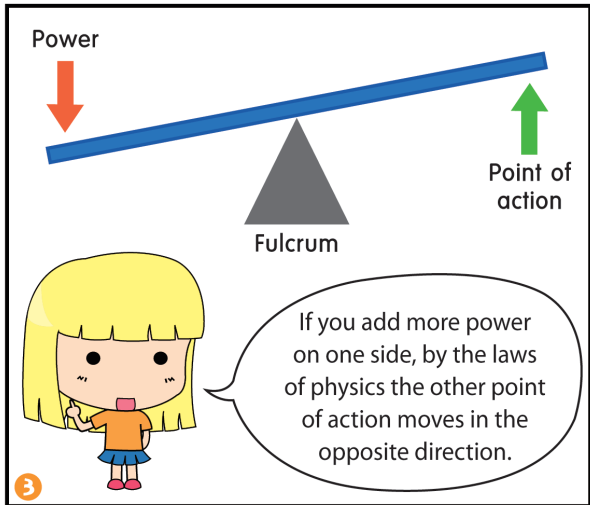 Power
Point of
action
Fulcrum
If you add more power
on one side, by the laws
of physics the other point
of action moves in the
opposite direction.
3